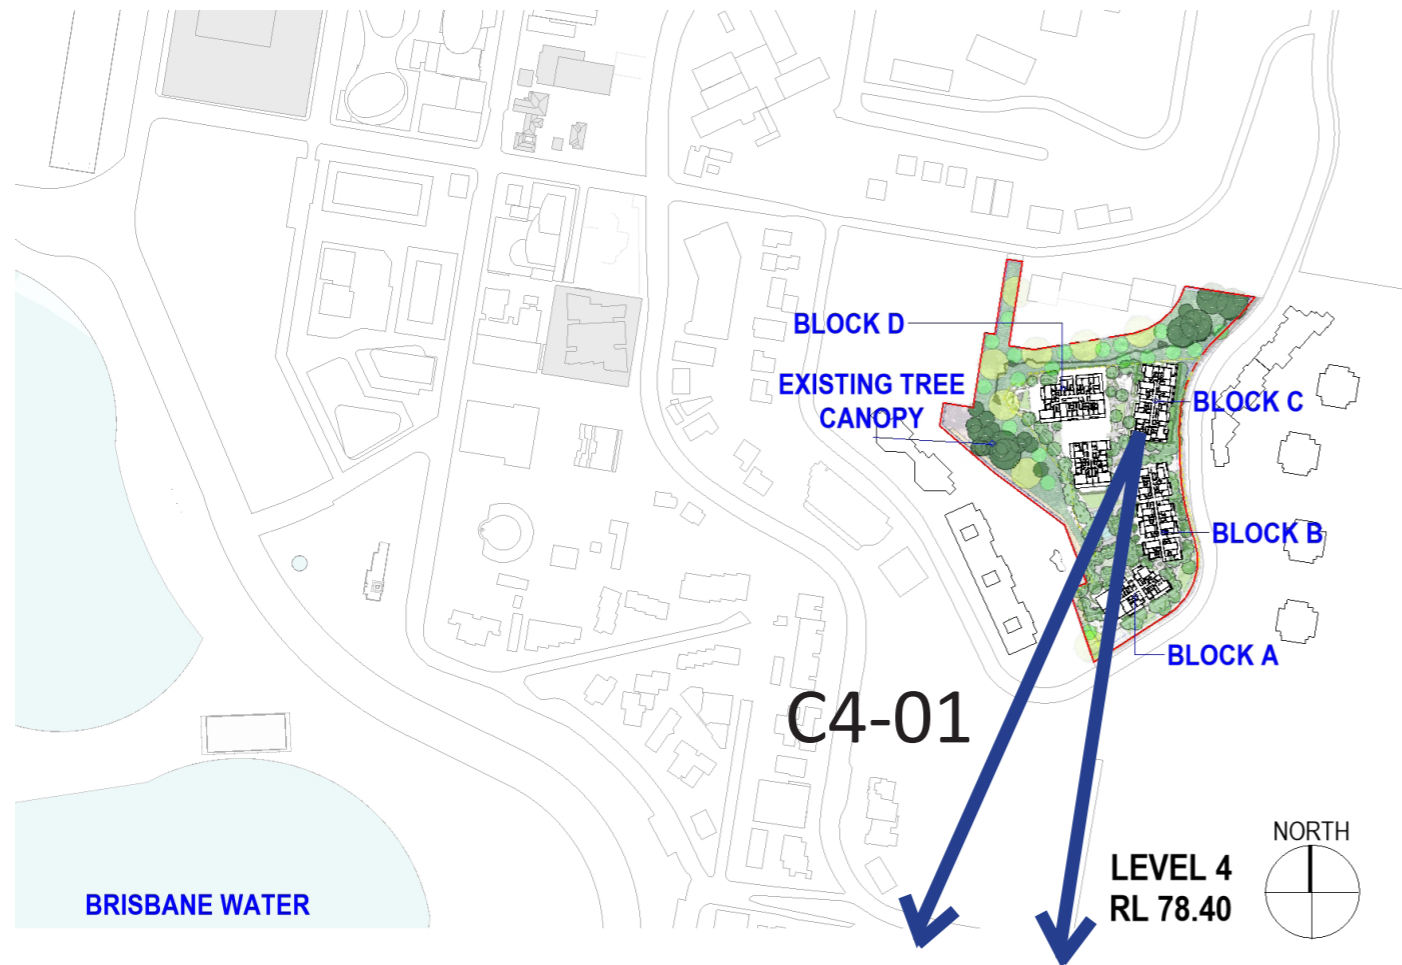 BLOCK D
EXISTING TREE
CANOPY
BLOCK C
BLOCK B
BLOCK A
C4-01
NORTH
LEVEL 4
RL 78.40
BRISBANE WATER